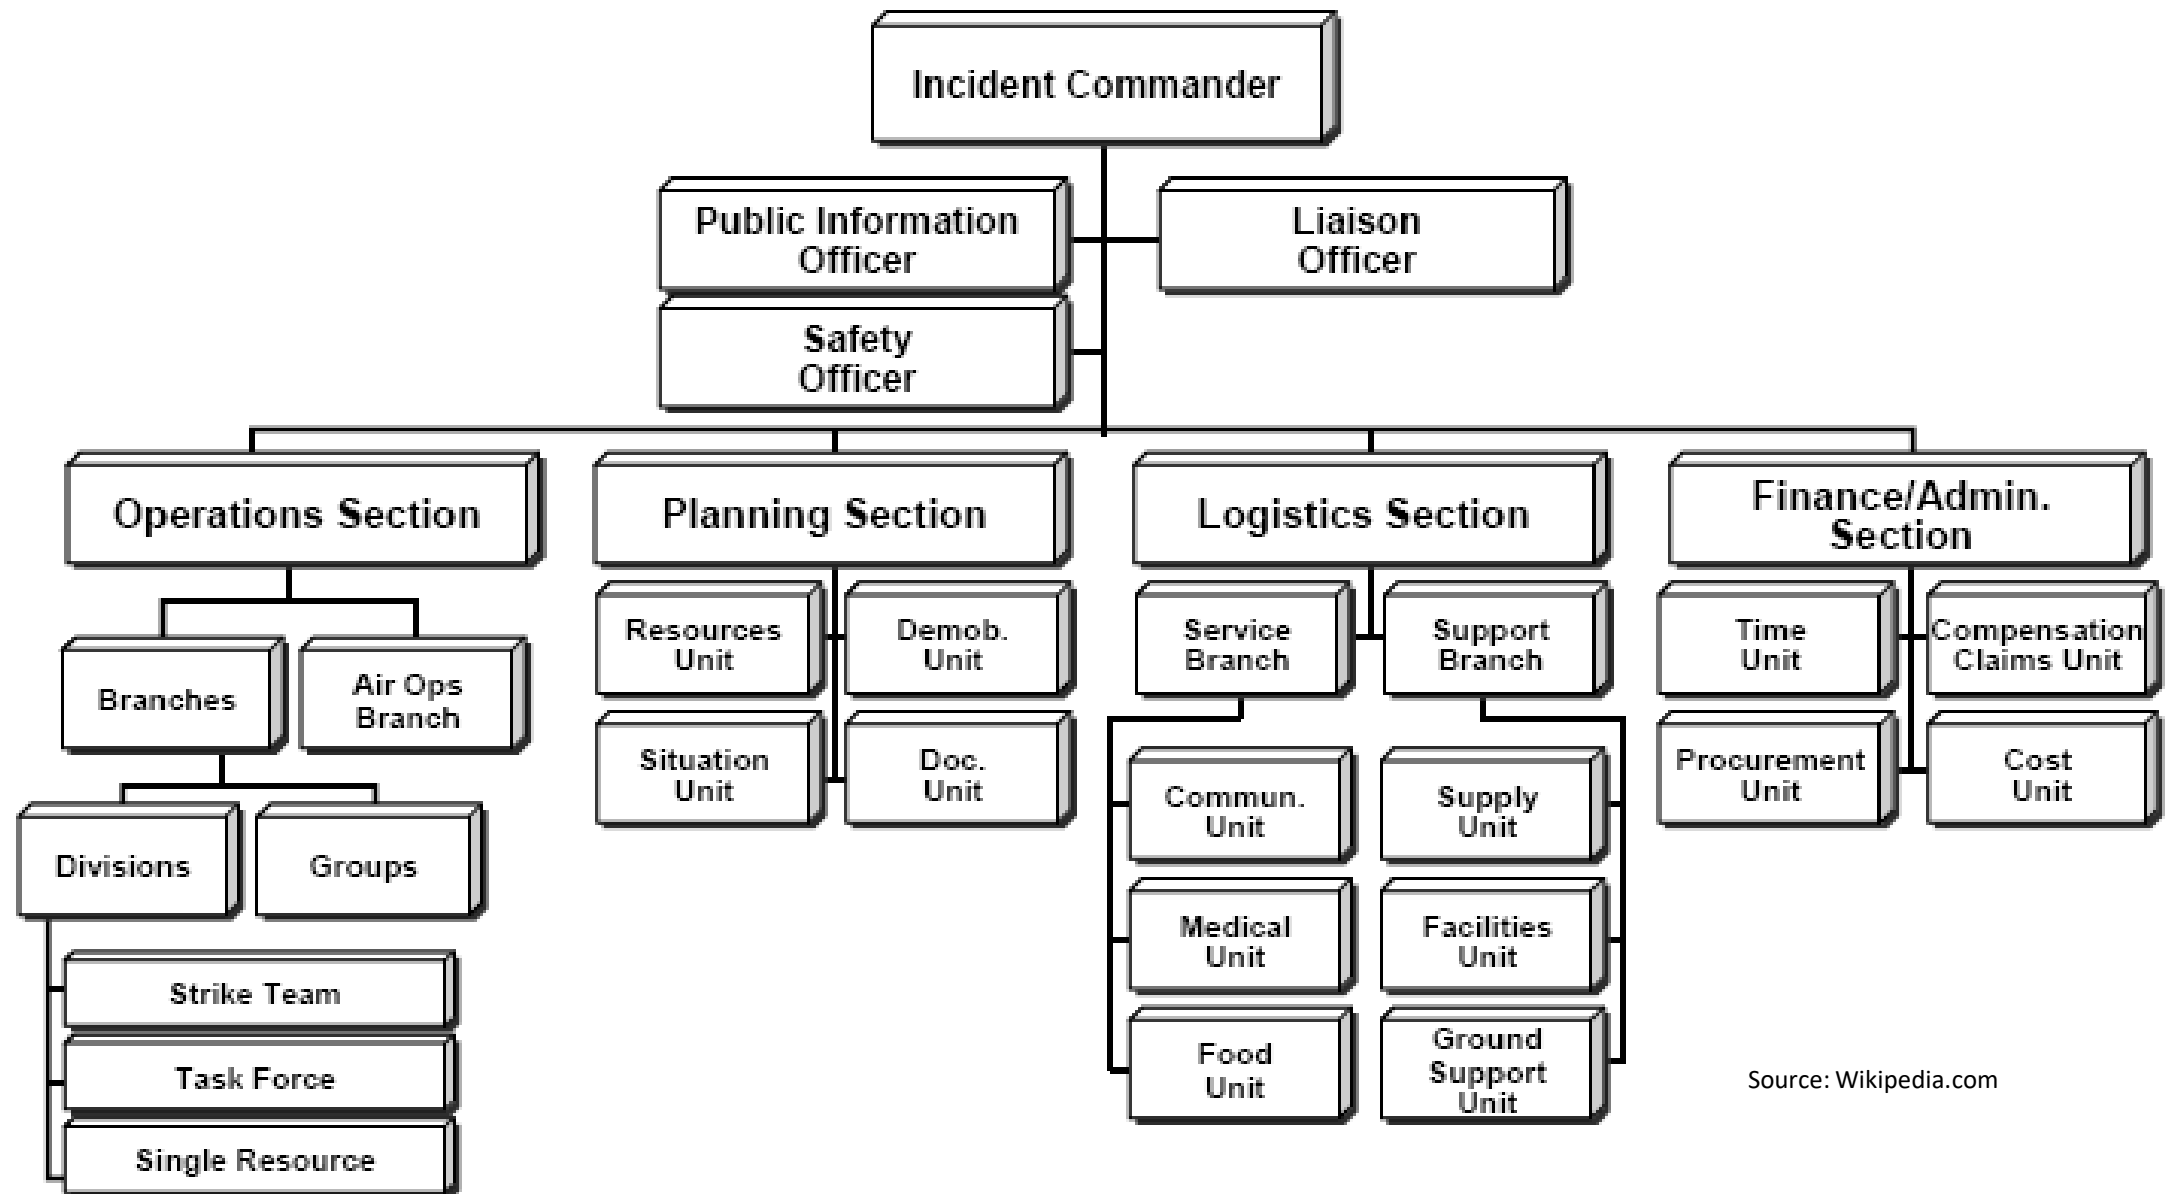 Incident Commander
Public Information
Officer
Liaison
Officer
Safety
Officer
Operations Section
Planning Section
Logistics Section
Finance/Admin.
Section
Branches
Air Ops
Branch
Divisions
Groups
Strike Team
Task Force
Single Resource
Resources
Unit
Demob.
Unit
Situation
Unit
Doc.
Unit
Service
Branch
Support
Branch
Commun.
Unit
Medical
Unit
Food
Unit
Supply
Unit
Facilities
Unit
Ground
Support
Unit
Time
Unit
Compensation
Claims Unit
Procurement
Unit
Cost
Unit
Source: Wikipedia.com